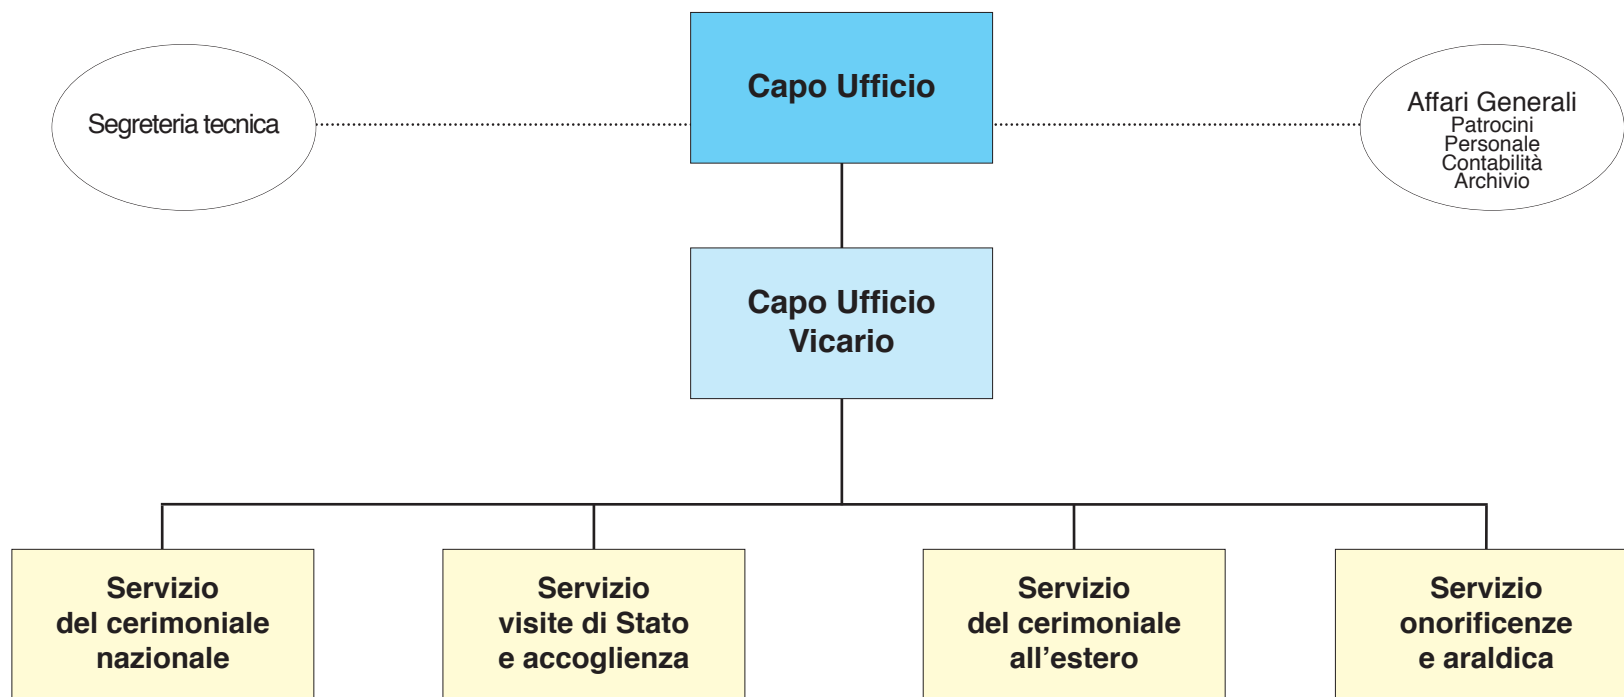 Capo Ufficio
Segreteria tecnica
Affari Generali
Patrocini
Personale
Contabilità
Archivio
Capo Ufficio
Vicario
Servizio
del cerimoniale
nazionale
Servizio
visite di Stato
e accoglienza
Servizio
del cerimoniale
all’estero
Servizio
onorificenze
e araldica